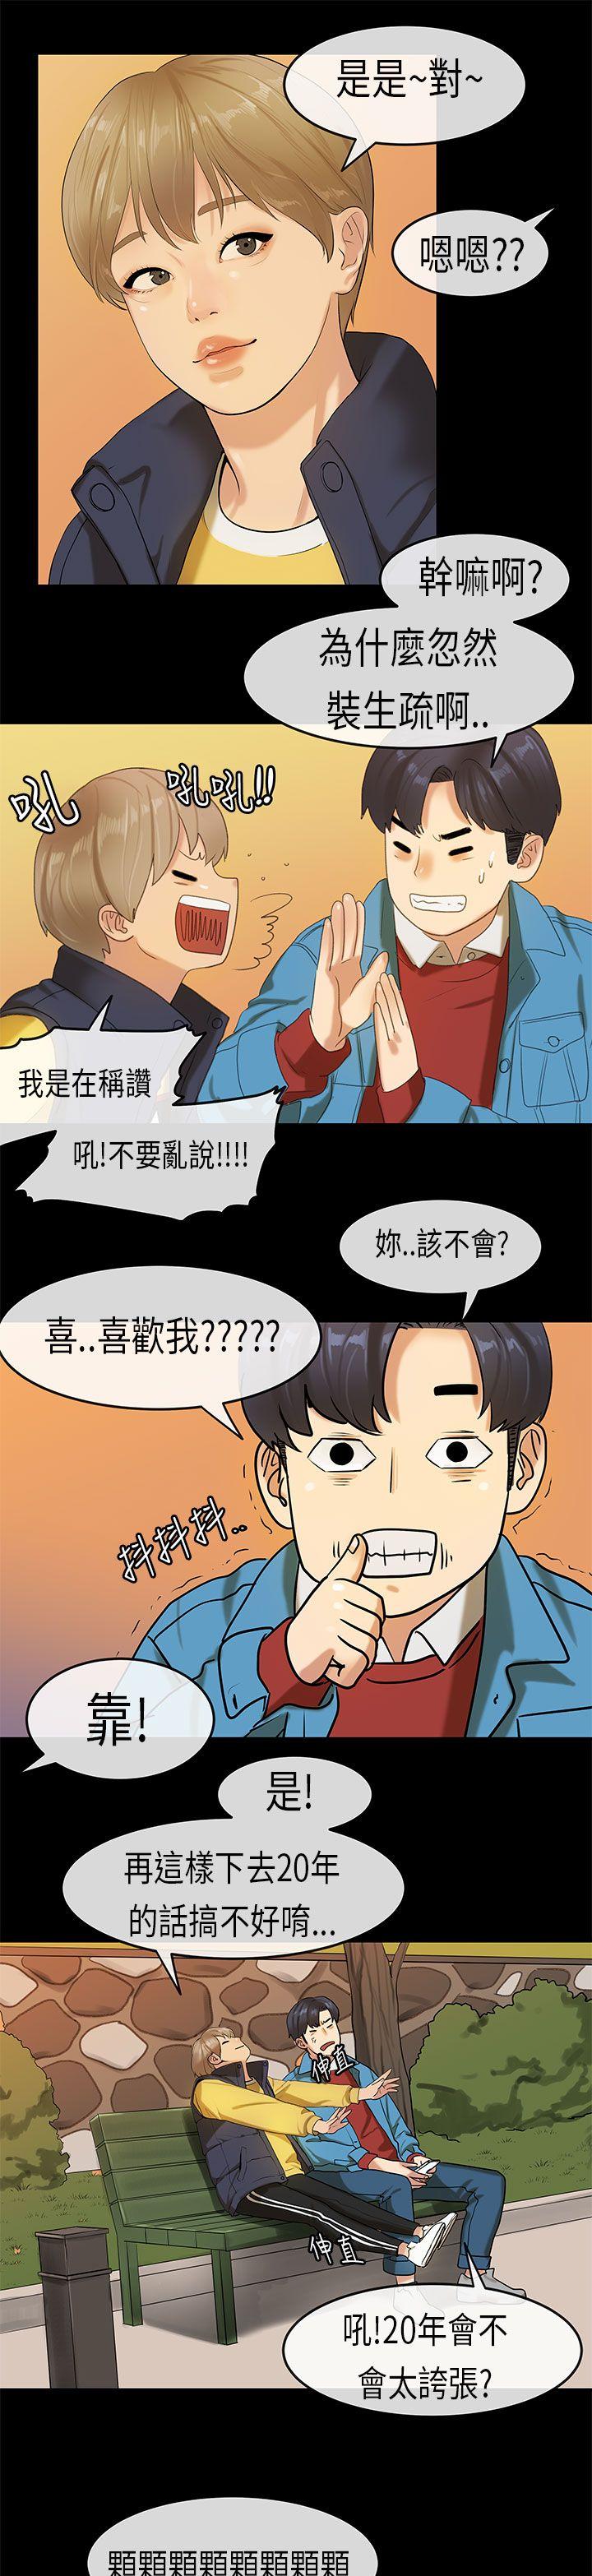 是是~對~
嗯嗯??
幹嘛啊?
為什麼忽然
裝生疏啊..
吼
吼吼!!
我是在稱讚
吼!不要亂說!!!!
妳..該不會?
喜..喜歡我?????
抖抖抖..
靠!
是!
再這樣下去20年
的話搞不好唷...
伸直
伸直
吼!20年會不
會太誇張?
顆顆顆顆顆顆顆顆